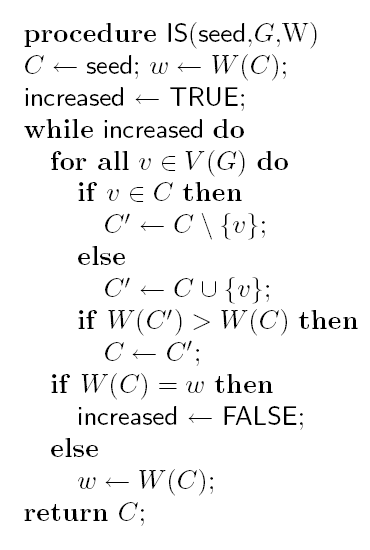 procedure IS(seed,G,W)
C ← seed; w ← W(C);
increased ← TRUE;
while increased do
for all v ∈ V(G) do
if v ∈ C then
C′ ← C \ {v};
else
C′ ← C ∪ {v};
if W(C′) > W(C) then
C ← C′;
if W(C) = w then
increased ← FALSE;
else
w ← W(C);
return C;